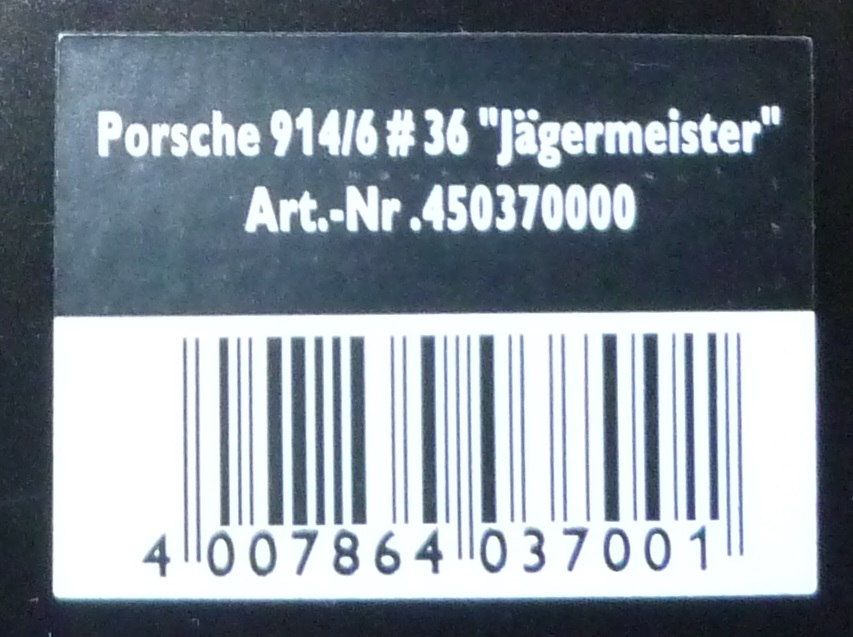 Porsche 914/6 # 36 "Jägermeister"
Art.-Nr .450370000
4 007864 037001